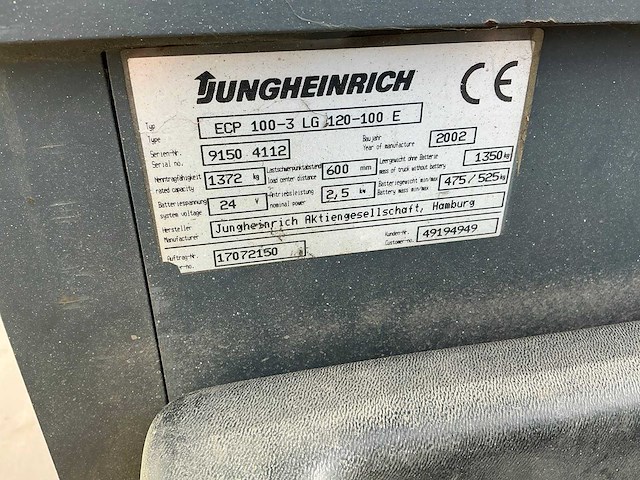 JUNGHEINRICH CE
Typ
Type ECP 100-3 LG 120-100 E
Serien-Nr.
Serial no. 9150 4112
Baujahr
Year of manufacture 2002
Nenntragfähigkeit
rated capacity 1372 kg
Lastschwerpunktabstand
load center distance 600 mm
Leergewicht ohne Batterie
mass of truck without battery 1350 kg
Batteriespannung
system voltage 24 V
Antriebsleistung
nominal power 2,5 kW
Batteriegewicht min/max
Battery mass min/max 475/525 kg
Hersteller
Manufacturer Jungheinrich Aktiengesellschaft, Hamburg
Auftrag-Nr.
r-no. 17072150
Kunden-Nr.
Customer-no. 49194949